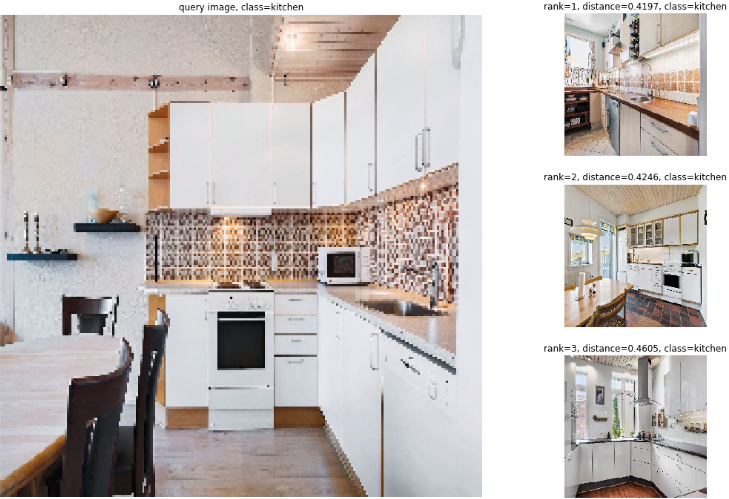 query image, class=kitchen
rank=1, distance=0.4197, class=kitchen
rank=2, distance=0.4246, class=kitchen
rank=3, distance=0.4605, class=kitchen